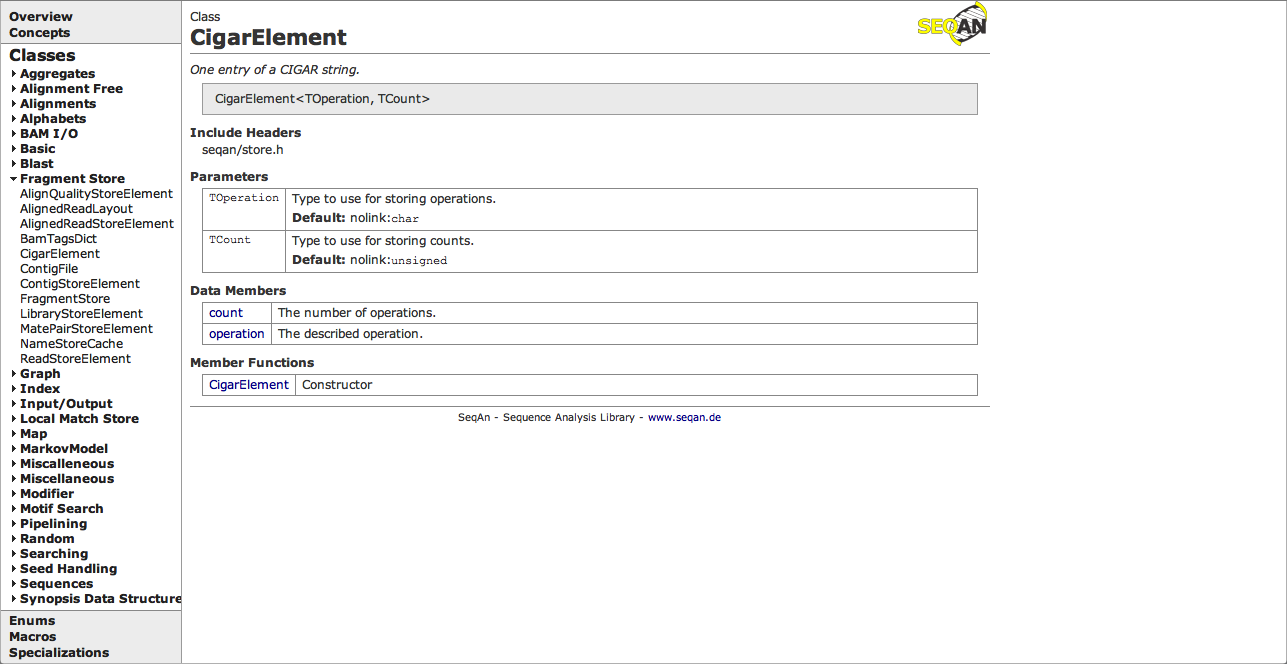 Overview
Concepts
Classes
Aggregates
Alignment Free
Alignments
Alphabets
BAM I/O
Basic
Blast
Fragment Store
AlignQualityStoreElement
AlignedReadLayout
AlignedReadStoreElement
BamTagsDict
CigarElement
ContigFile
ContigStoreElement
FragmentStore
LibraryStoreElement
MatePairStoreElement
NameStoreCache
ReadStoreElement
Graph
Index
Input/Output
Local Match Store
Map
MarkovModel
Miscalleneous
Miscellaneous
Modifier
Motif Search
Pipelining
Random
Searching
Seed Handling
Sequences
Synopsis Data Structure
Enums
Macros
Specializations
Class
CigarElement
SEQAN
One entry of a CIGAR string.
CigarElement<TOperation, TCount>
Include Headers
seqan/store.h
Parameters
TOperation Type to use for storing operations.
Default: nolink:char
TCount Type to use for storing counts.
Default: nolink:unsigned
Data Members
count The number of operations.
operation The described operation.
Member Functions
CigarElement Constructor
SeqAn - Sequence Analysis Library - www.seqan.de